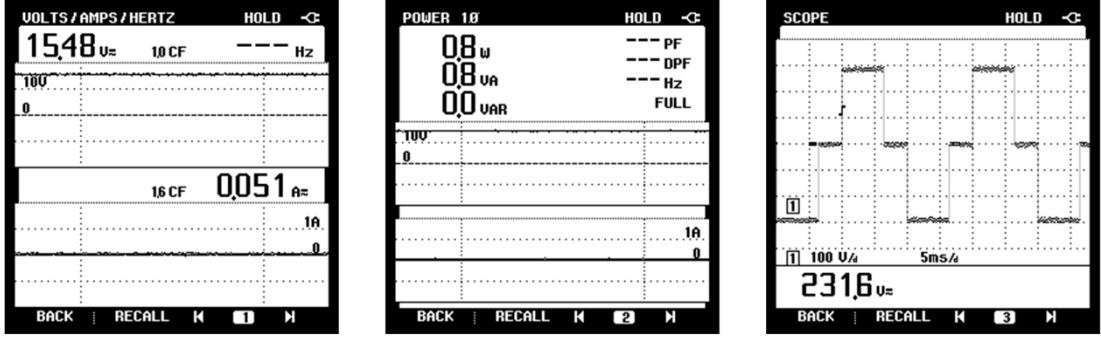 VOLTS/AMPS/HERTZ HOLD
15.48 V≂ 1.0 CF --- Hz
10V
0
1.6 CF 0.051 A≂
1A
0
BACK RECALL 1
POWER 1.0 HOLD
0.8 W --- PF
0.8 VA --- DPF
0.0 VAR --- Hz
FULL
10V
0
1A
0
BACK RECALL 2
SCOPE HOLD
1
1 100 V/d 5ms/d
231.6 V≂
BACK RECALL 3